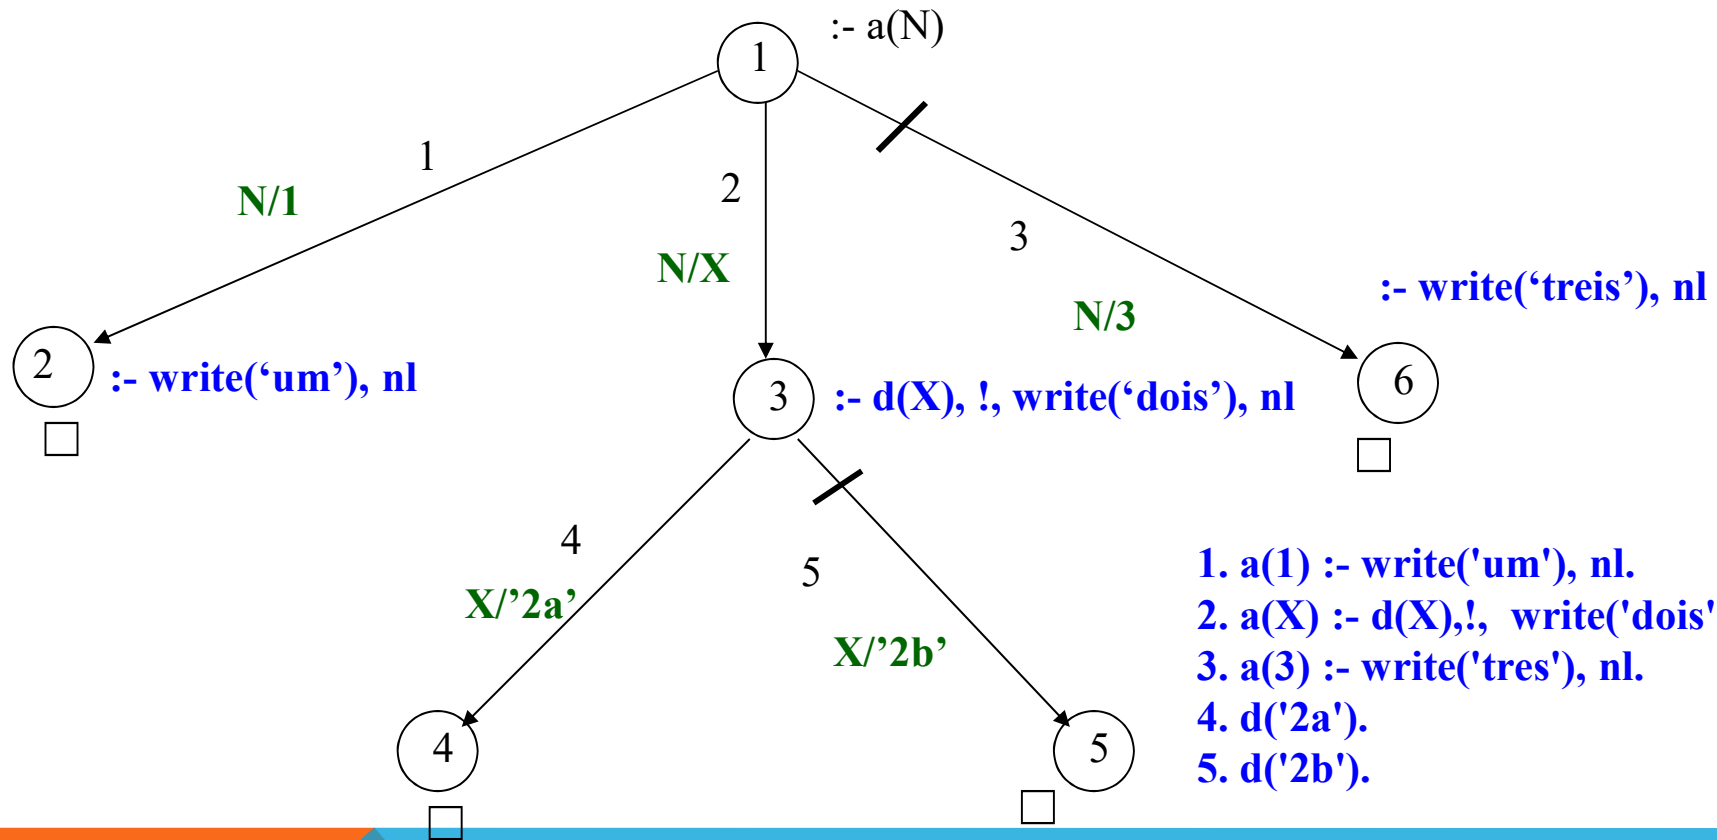 :- a(N)
1
1
N/1
2
N/X
3
N/3
:- write(‘treis’), nl
2
:- write(‘um’), nl
3
:- d(X), !, write(‘dois’), nl
6
4
X/’2a’
5
X/’2b’
4
5
1. a(1) :- write('um'), nl.
2. a(X) :- d(X),!, write('dois'
3. a(3) :- write('tres'), nl.
4. d('2a').
5. d('2b').